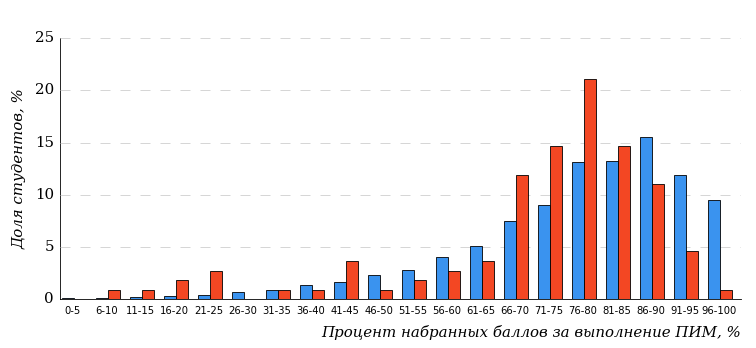 25
20
15
10
5
0
Доля студентов, %
0-5 6-10 11-15 16-20 21-25 26-30 31-35 36-40 41-45 46-50 51-55 56-60 61-65 66-70 71-75 76-80 81-85 86-90 91-95 96-100
Процент набранных баллов за выполнение ПИМ, %